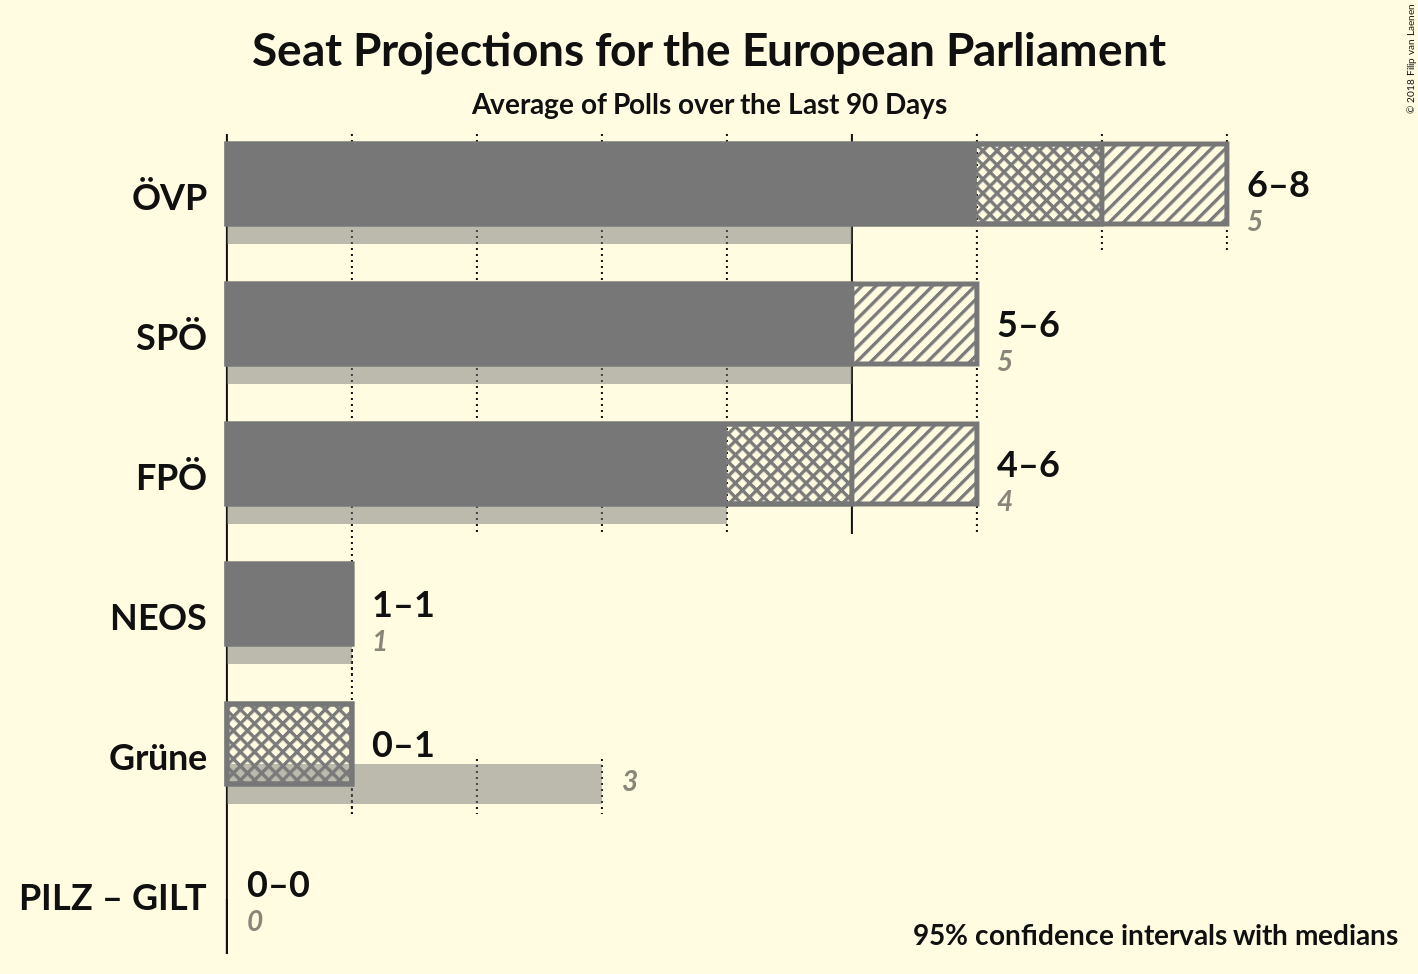 Seat Projections for the European Parliament
Average of Polls over the Last 90 Days
© 2018 Filip van Laenen
ÖVP
6–8
5
SPÖ
5–6
5
FPÖ
4–6
4
NEOS
1–1
1
Grüne
0–1
3
PILZ – GILT
0–0
0
95% confidence intervals with medians